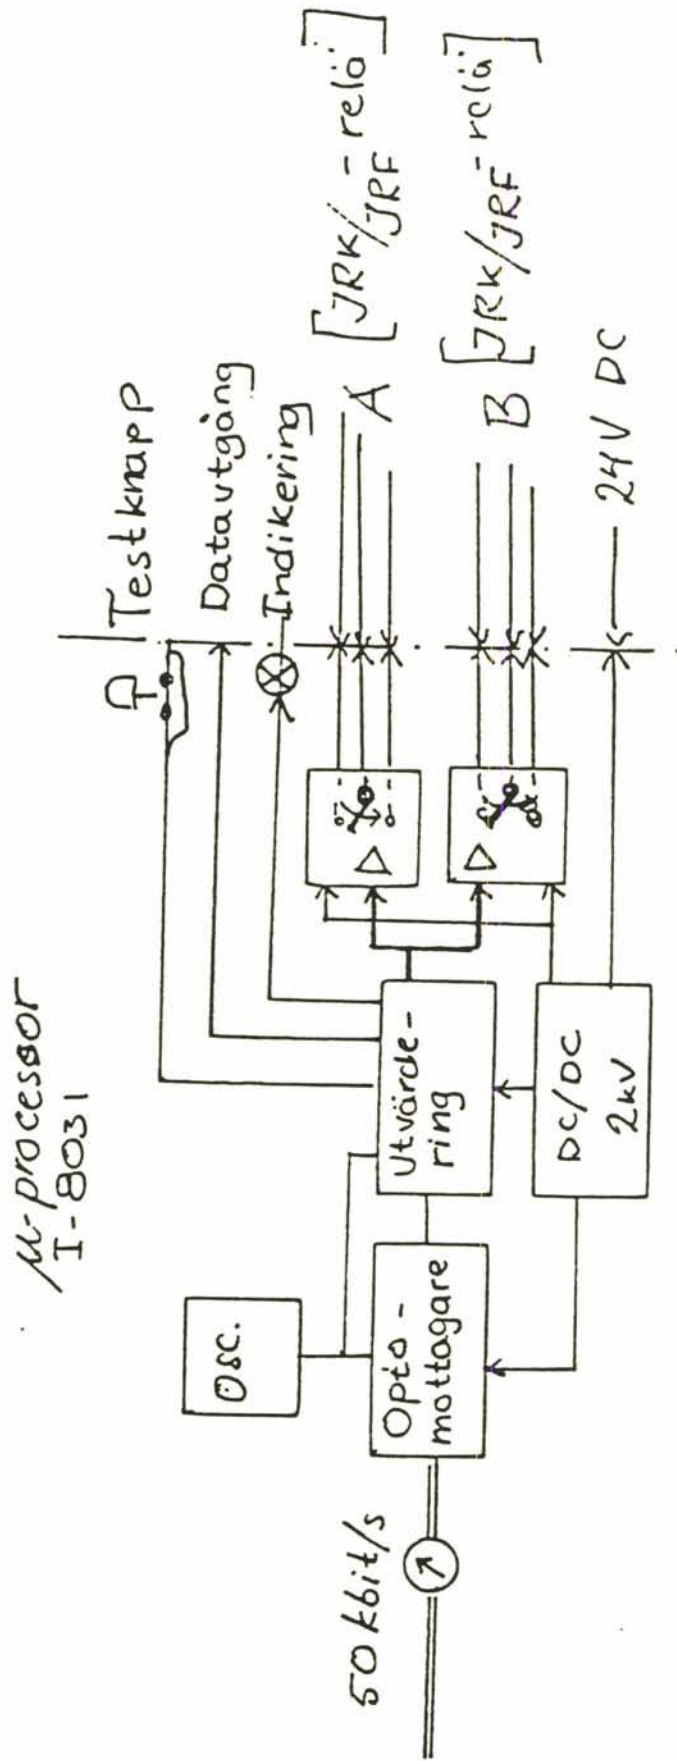 µ-processor
I-8031
Testknapp
Datautgång
Indikering
A [JRK/JRF-relä]
B [JRK/JRF-relä]
24V DC
OSC.
50 kbit/s
Opto-
mottagare
Utvärde-
ring
DC/DC
2kV